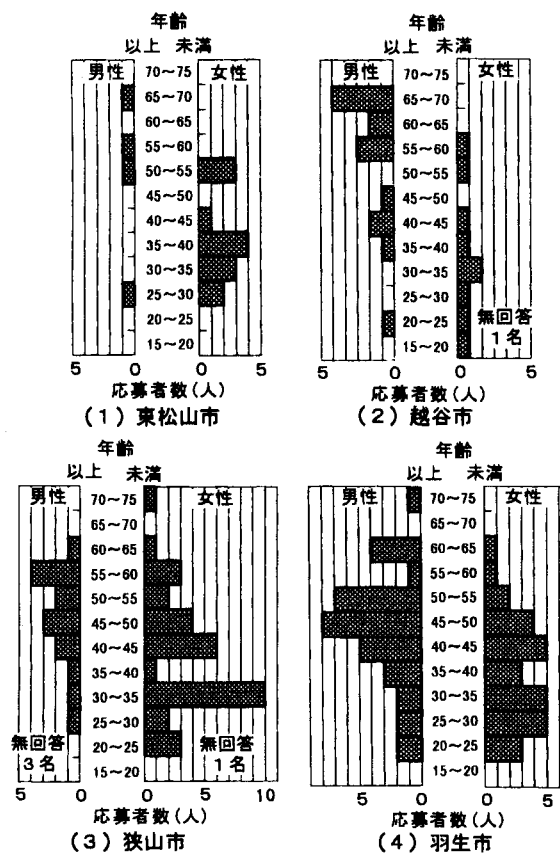 年齢
以上 未満
男性
女性
70～75
65～70
60～65
55～60
50～55
45～50
40～45
35～40
30～35
25～30
20～25
15～20
5 0 0 5
応募者数(人)
(1) 東松山市
年齢
以上 未満
男性
女性
70～75
65～70
60～65
55～60
50～55
45～50
40～45
35～40
30～35
25～30
20～25
15～20
無回答
1名
5 0 0 5
応募者数(人)
(2) 越谷市
年齢
以上 未満
男性
女性
70～75
65～70
60～65
55～60
50～55
45～50
40～45
35～40
30～35
25～30
20～25
15～20
無回答
3名
無回答
1名
5 0 0 5 10
応募者数(人)
(3) 狭山市
年齢
以上 未満
男性
女性
70～75
65～70
60～65
55～60
50～55
45～50
40～45
35～40
30～35
25～30
20～25
15～20
5 0 0 5
応募者数(人)
(4) 羽生市